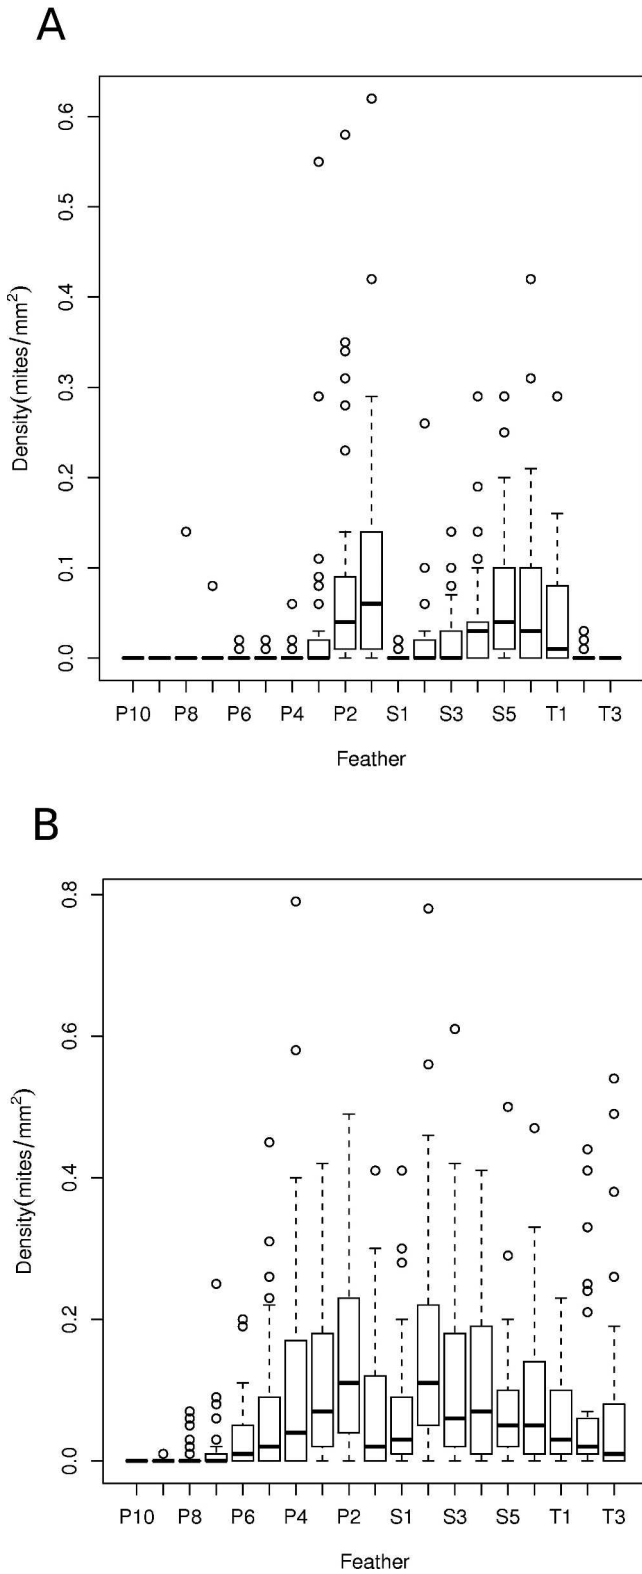 A
0.6
0.5
0.4
0.3
0.2
0.1
0.0
Density(mites/mm²)
P10 P8 P6 P4 P2 S1 S3 S5 T1 T3
Feather
B
0.8
0.6
0.4
0.2
0.0
Density(mites/mm²)
P10 P8 P6 P4 P2 S1 S3 S5 T1 T3
Feather